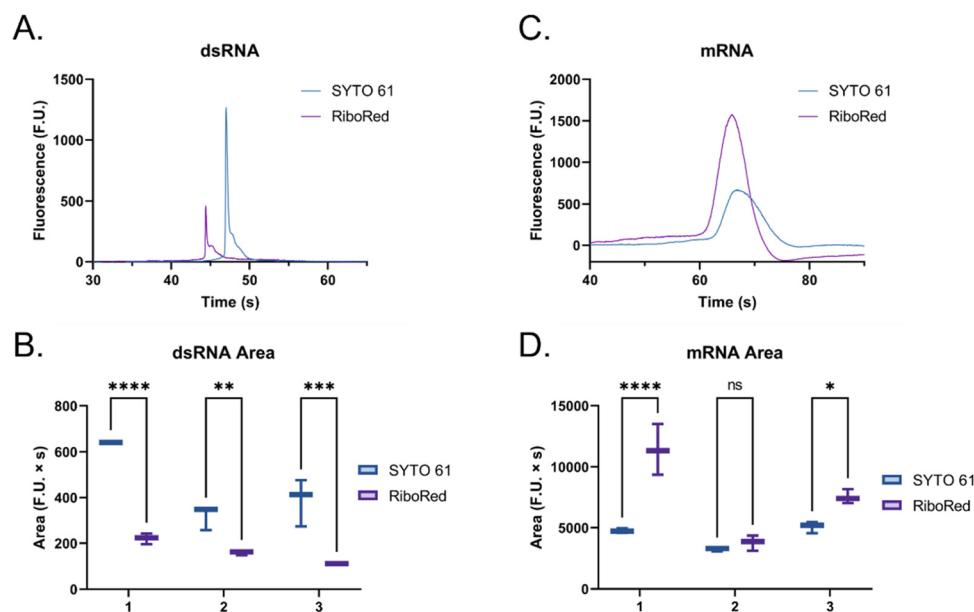 A.
dsRNA
Fluorescence (F.U.)
1500
1000
500
0
30
40
50
60
Time (s)
SYTO 61
RiboRed
C.
mRNA
Fluorescence (F.U.)
2000
1500
1000
500
0
40
60
80
Time (s)
SYTO 61
RiboRed
B.
dsRNA Area
Area (F.U. × s)
800
600
400
200
0
****
**
***
1
2
3
SYTO 61
RiboRed
D.
mRNA Area
Area (F.U. × s)
15000
10000
5000
0
****
ns
*
1
2
3
SYTO 61
RiboRed